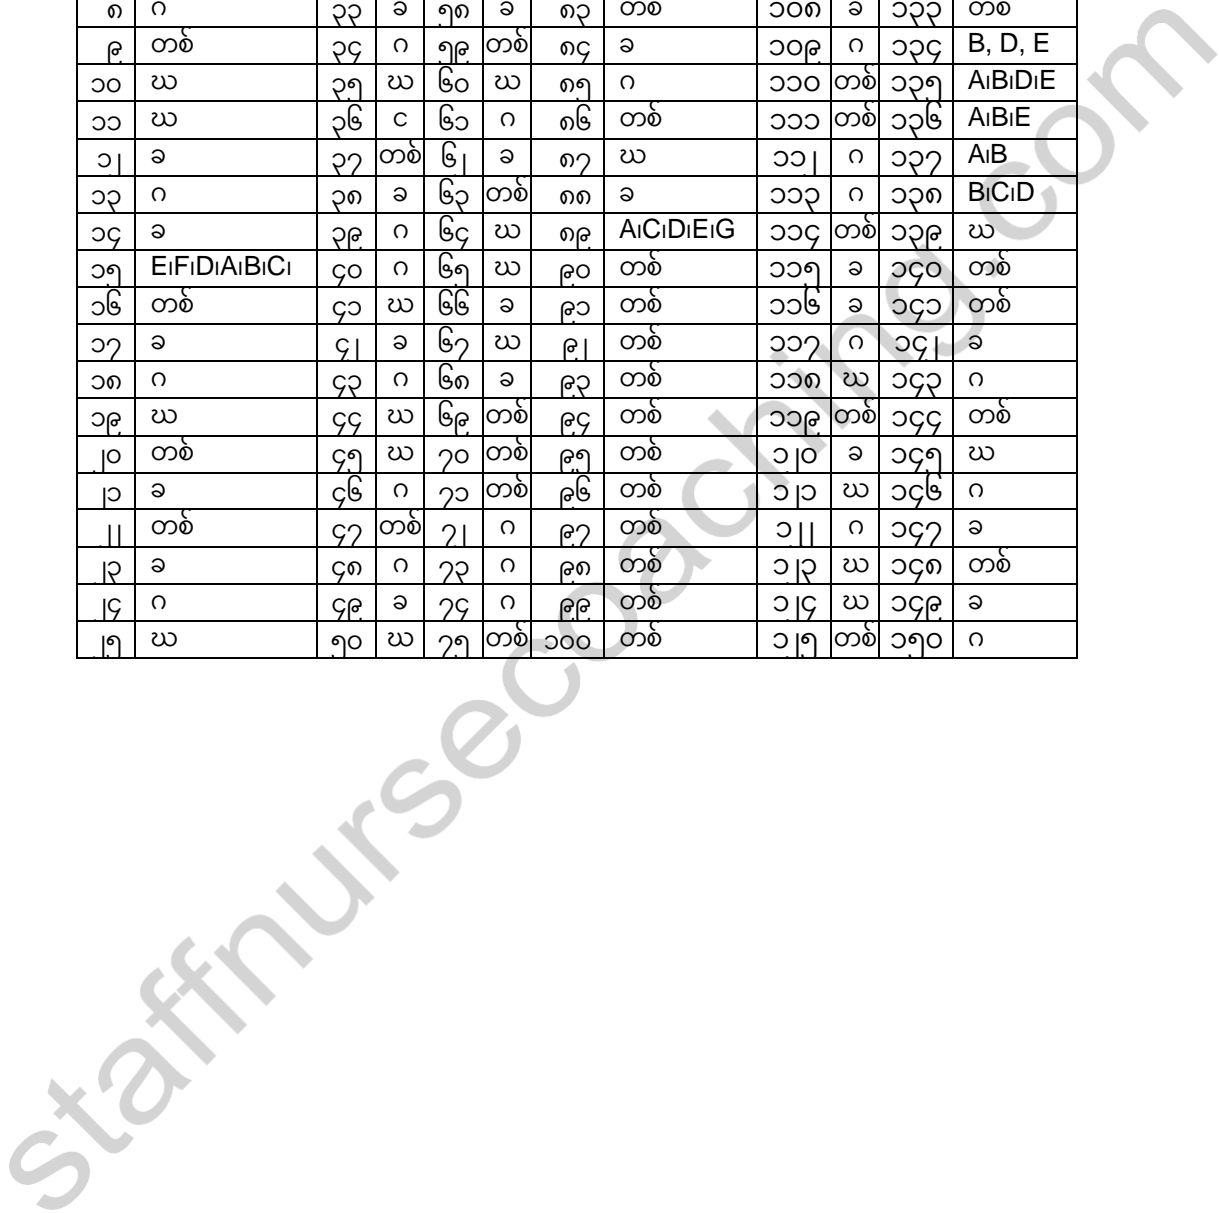 ၈ ဂ ၃၃ ခ ၅၈ ခ ၈၃ တစ် ၁၀၈ ခ ၁၃၃ တစ်
၉ တစ် ၃၄ ဂ ၅၉ တစ် ၈၄ ခ ၁၀၉ ဂ ၁၃၄ B, D, E
၁၀ ဃ ၃၅ ဃ ၆၀ ဃ ၈၅ ဂ ၁၁၀ တစ် ၁၃၅ A၊B၊D၊E
၁၁ ဃ ၃၆ င ၆၁ ဂ ၈၆ တစ် ၁၁၁ တစ် ၁၃၆ A၊B၊E
၁၂ ခ ၃၇ တစ် ၆၂ ခ ၈၇ ဃ ၁၁၂ ဂ ၁၃၇ A၊B
၁၃ ဂ ၃၈ ခ ၆၃ တစ် ၈၈ ခ ၁၁၃ ဂ ၁၃၈ B၊C၊D
၁၄ ခ ၃၉ ဂ ၆၄ ဃ ၈၉ A၊C၊D၊E၊G ၁၁၄ တစ် ၁၃၉ ဃ
၁၅ E၊F၊D၊A၊B၊C၊ ၄၀ ဂ ၆၅ ဃ ၉၀ တစ် ၁၁၅ ခ ၁၄၀ တစ်
၁၆ တစ် ၄၁ ဃ ၆၆ ခ ၉၁ တစ် ၁၁၆ ခ ၁၄၁ တစ်
၁၇ ခ ၄၂ ခ ၆၇ ဃ ၉၂ တစ် ၁၁၇ ဂ ၁၄၂ ခ
၁၈ ဂ ၄၃ ဂ ၆၈ ခ ၉၃ တစ် ၁၁၈ ဃ ၁၄၃ ဂ
၁၉ ဃ ၄၄ ဃ ၆၉ တစ် ၉၄ တစ် ၁၁၉ တစ် ၁၄၄ တစ်
၂၀ တစ် ၄၅ ဃ ၇၀ တစ် ၉၅ တစ် ၁၂၀ ခ ၁၄၅ ဃ
၂၁ ခ ၄၆ ဂ ၇၁ တစ် ၉၆ တစ် ၁၂၁ ဃ ၁၄၆ ဂ
၂၂ တစ် ၄၇ တစ် ၇၂ ဂ ၉၇ တစ် ၁၂၂ ဂ ၁၄၇ ခ
၂၃ ခ ၄၈ ဂ ၇၃ ဂ ၉၈ တစ် ၁၂၃ ဃ ၁၄၈ တစ်
၂၄ ဂ ၄၉ ခ ၇၄ ဂ ၉၉ တစ် ၁၂၄ ဃ ၁၄၉ ခ
၂၅ ဃ ၅၀ ဃ ၇၅ တစ် ၁၀၀ တစ် ၁၂၅ တစ် ၁၅၀ ဂ
staffnursecoaching.com